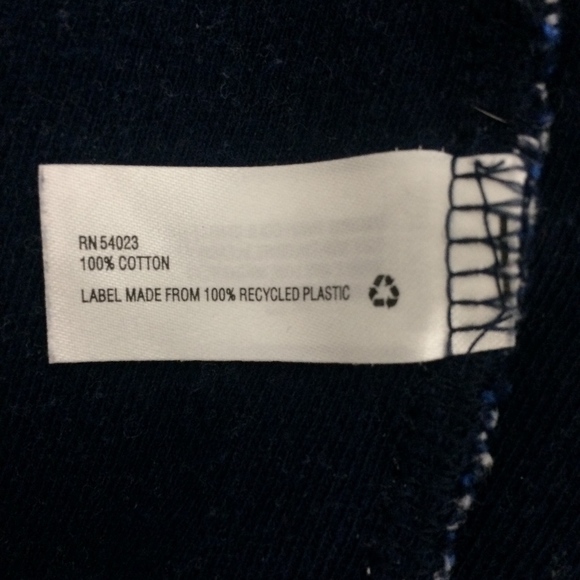 RN 54023
100% COTTON
LABEL MADE FROM 100% RECYCLED PLASTIC